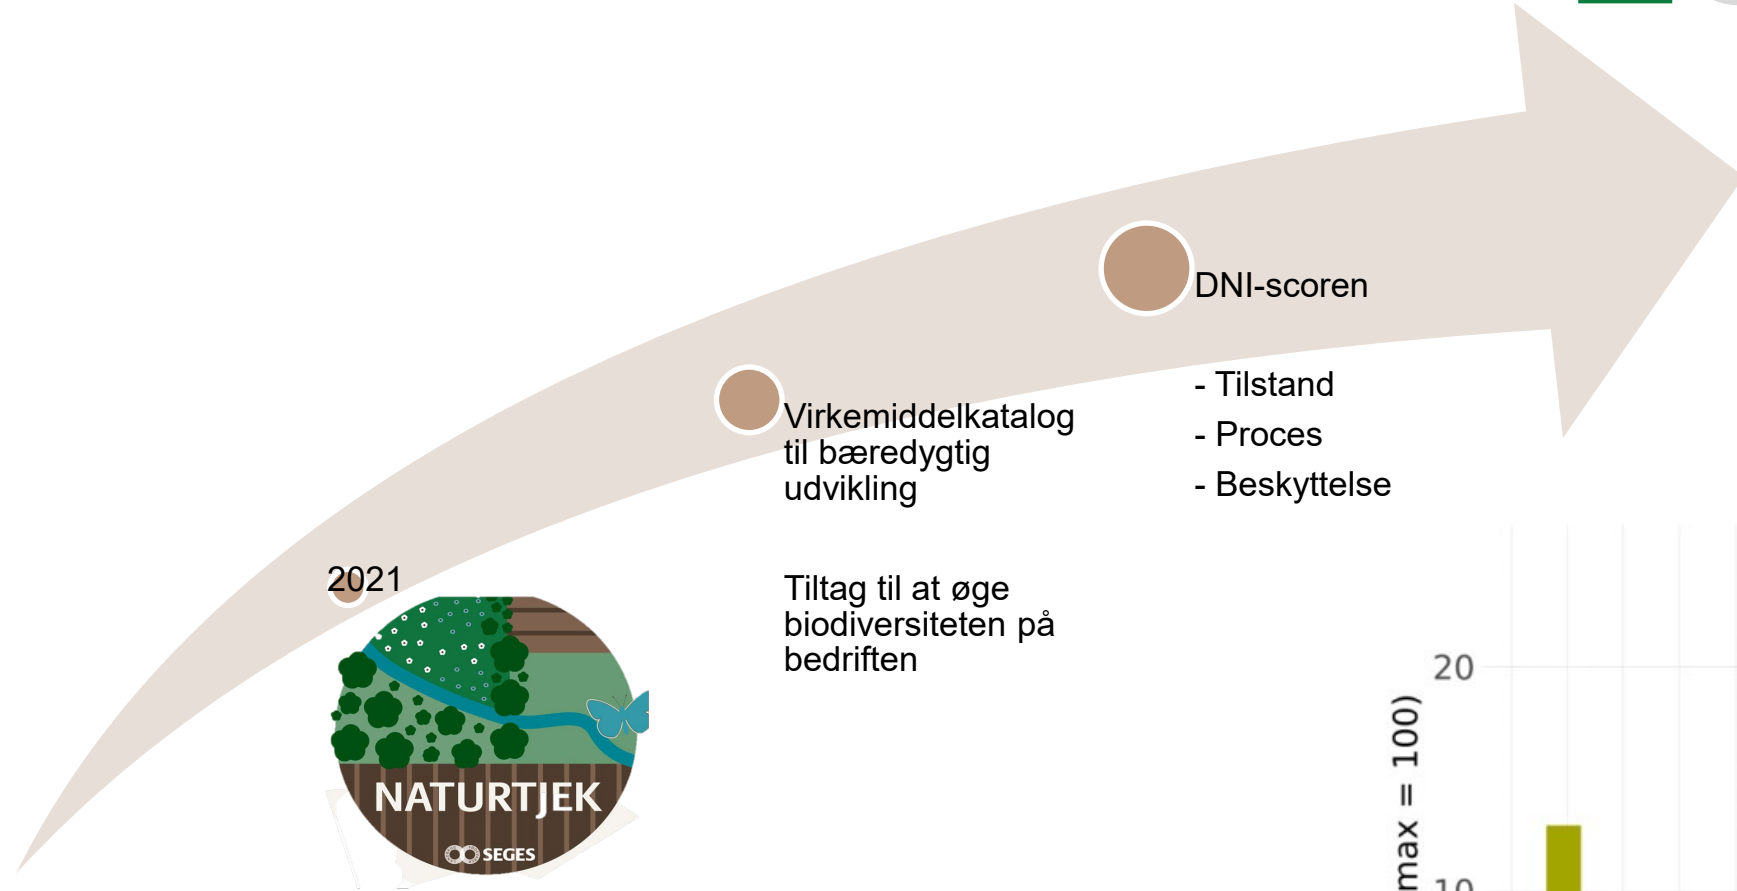 2021
NATURTJEK
SEGES
Virkemiddelkatalog
til bæredygtig
udvikling
Tiltag til at øge
biodiversiteten på
bedriften
DNI-scoren
- Tilstand
- Proces
- Beskyttelse
20
max = 100)
10